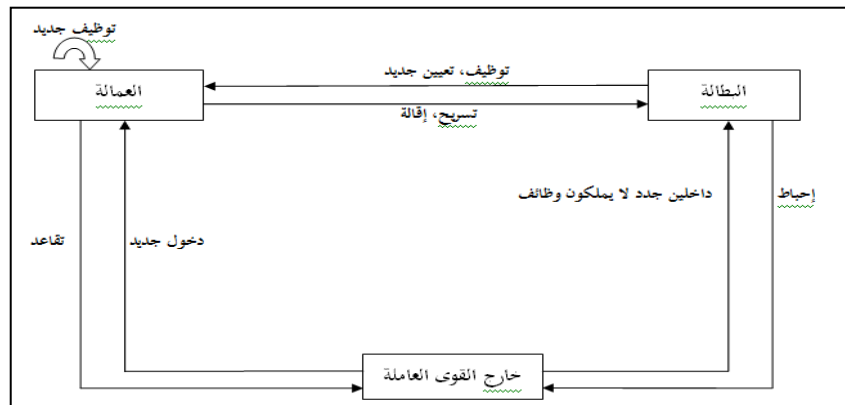 توظيف جديد
العمالة
توظيف، تعيين جديد
البطالة
تسريح، إقالة
داخلين جدد لا يملكون وظائف
إحباط
دخول جديد
تقاعد
خارج القوى العاملة